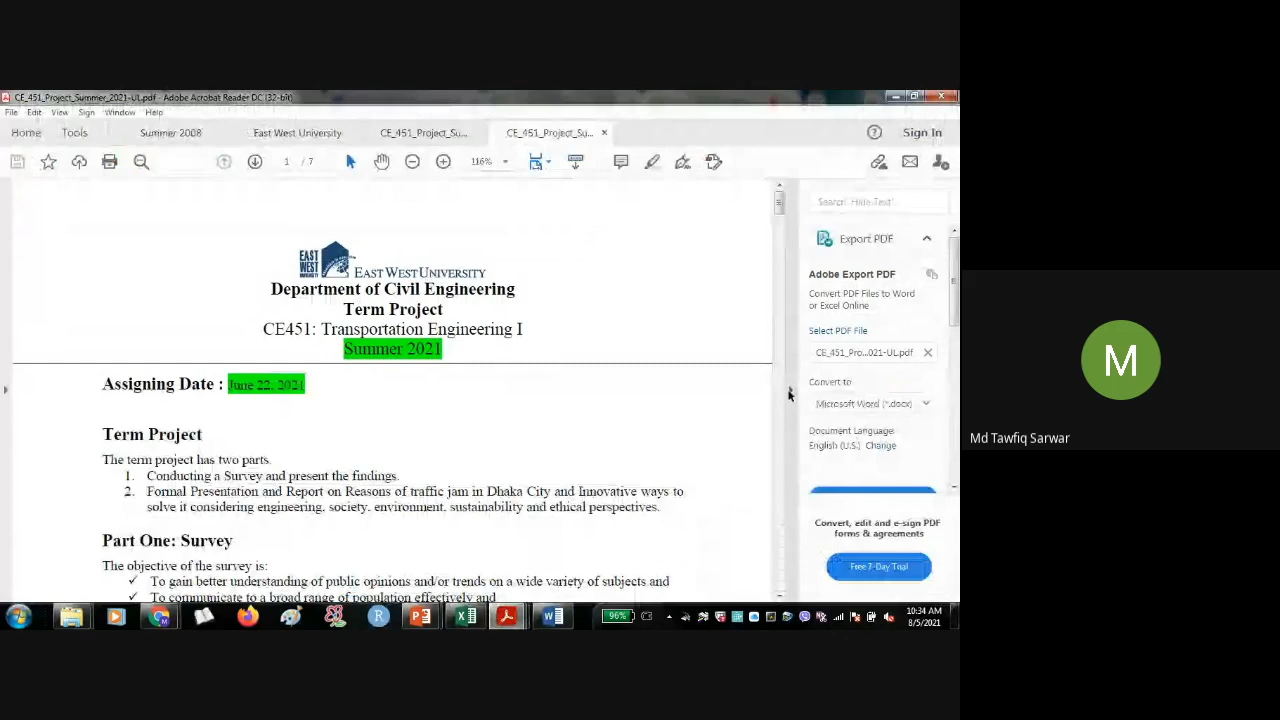 CE_451_Project_Summer_2021-UL.pdf - Adobe Acrobat Reader DC (32-bit)
File Edit View Sign Window Help
Home Tools Summer 2008 East West University CE_451_Project_Su... CE_451_Project_Su... ×
? Sign In
1 / 7 116%
Search 'Hide Text'
EAST WEST UNIVERSITY EAST WEST UNIVERSITY
Department of Civil Engineering
Term Project
CE451: Transportation Engineering I
Summer 2021
Assigning Date : June 22, 2021
Term Project
The term project has two parts.
1. Conducting a Survey and present the findings.
2. Formal Presentation and Report on Reasons of traffic jam in Dhaka City and Innovative ways to
solve it considering engineering, society, environment, sustainability and ethical perspectives.
Part One: Survey
The objective of the survey is:
✓ To gain better understanding of public opinions and/or trends on a wide variety of subjects and
✓ To communicate to a broad range of population effectively and
Export PDF
Adobe Export PDF
Convert PDF Files to Word
or Excel Online
Select PDF File
CE_451_Pro...021-UL.pdf ×
Convert to
Microsoft Word (*.docx)
Document Language:
English (U.S.) Change
Convert, edit and e-sign PDF
forms & agreements
Free 7-Day Trial
96%
10:34 AM
8/5/2021
M
Md Tawfiq Sarwar